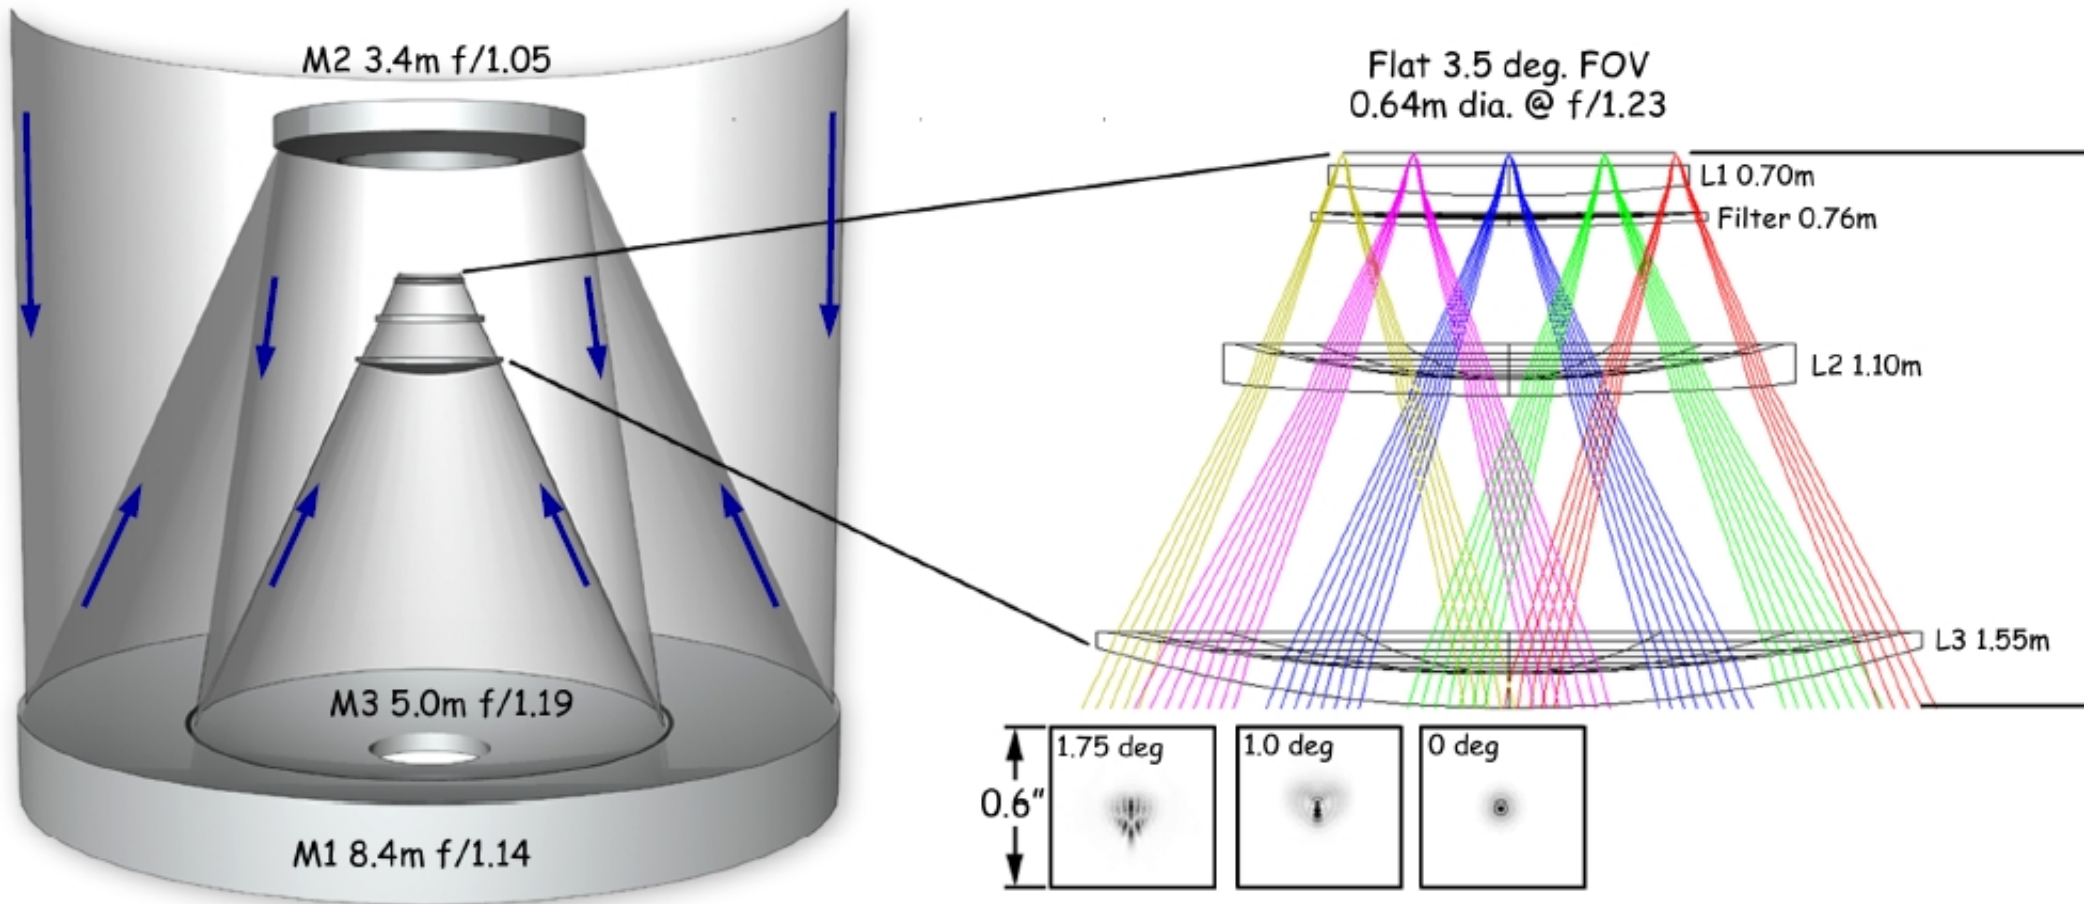 M2 3.4m f/1.05
M3 5.0m f/1.19
M1 8.4m f/1.14
Flat 3.5 deg. FOV
0.64m dia. @ f/1.23
L1 0.70m
Filter 0.76m
L2 1.10m
L3 1.55m
0.6”
1.75 deg
1.0 deg
0 deg